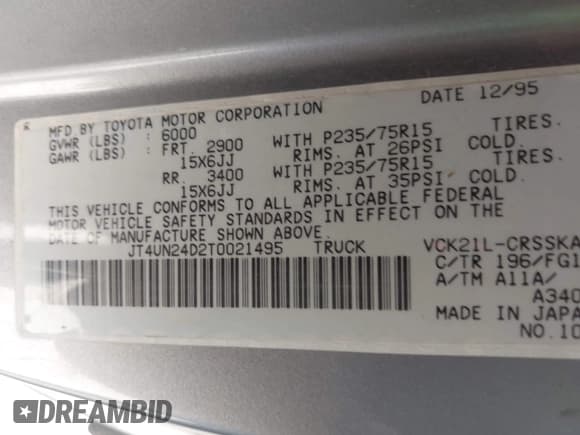 MFD BY TOYOTA MOTOR CORPORATION DATE 12/95
GVWR (LBS) : 6000
GAWR (LBS) : FRT. 2900 WITH P235/75R15 TIRES.
15X6JJ RIMS. AT 26PSI COLD.
RR. 3400 WITH P235/75R15 TIRES.
15X6JJ RIMS. AT 35PSI COLD.
THIS VEHICLE CONFORMS TO ALL APPLICABLE FEDERAL
MOTOR VEHICLE SAFETY STANDARDS IN EFFECT ON THE
DATE OF MANUFACTURE SHOWN ABOVE.
JT4UN24D2T0021495 TRUCK VCK21L-CRSSKA
C/TR 196/FG1
A/TM A11A/
A340
MADE IN JAPA
NO.10
DREAMBID